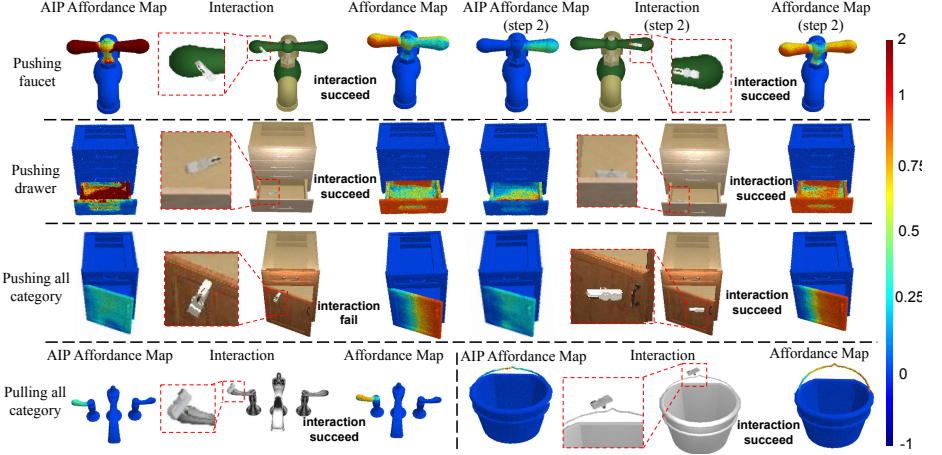 AIP Affordance Map Interaction Affordance Map AIP Affordance Map (step 2) Interaction (step 2) Affordance Map (step 2)
Pushing faucet
interaction succeed
interaction succeed
Pushing drawer
interaction succeed
interaction succeed
Pushing all category
interaction fail
interaction succeed
AIP Affordance Map Interaction Affordance Map AIP Affordance Map Interaction Affordance Map
Pulling all category
interaction succeed
interaction succeed
2
1
0.75
0.5
0.25
0
-1